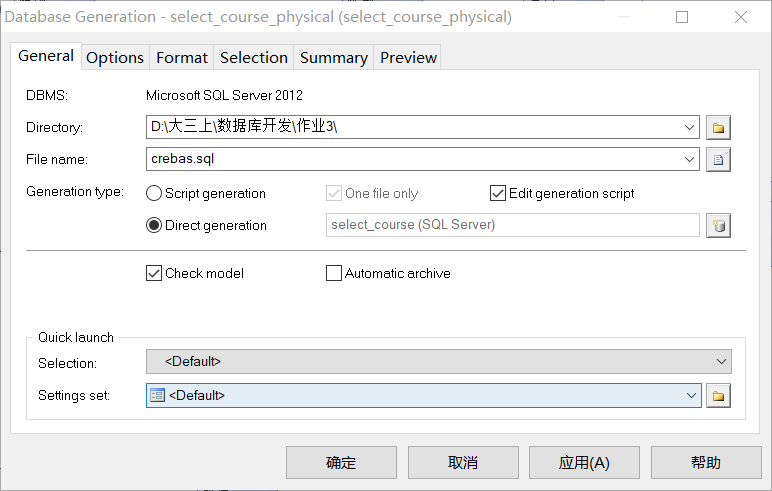 Database Generation - select_course_physical (select_course_physical)
General Options Format Selection Summary Preview
DBMS: Microsoft SQL Server 2012
Directory: D:\大三上\数据库开发\作业3\
File name: crebas.sql
Generation type: Script generation One file only Edit generation script
Direct generation select_course (SQL Server)
Check model Automatic archive
Quick launch
Selection: <Default>
Settings set: <Default>
确定 取消 应用(A) 帮助